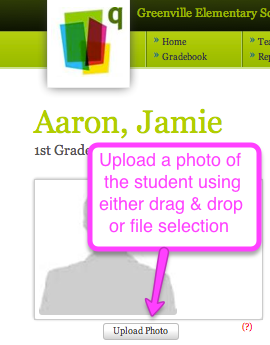 q
Greenville Elementary Sc
» Home
» Te
» Gradebook
» Rep
Aaron, Jamie
1st Grade
Upload a photo of
the student using
either drag & drop
or file selection
Upload Photo
(?)